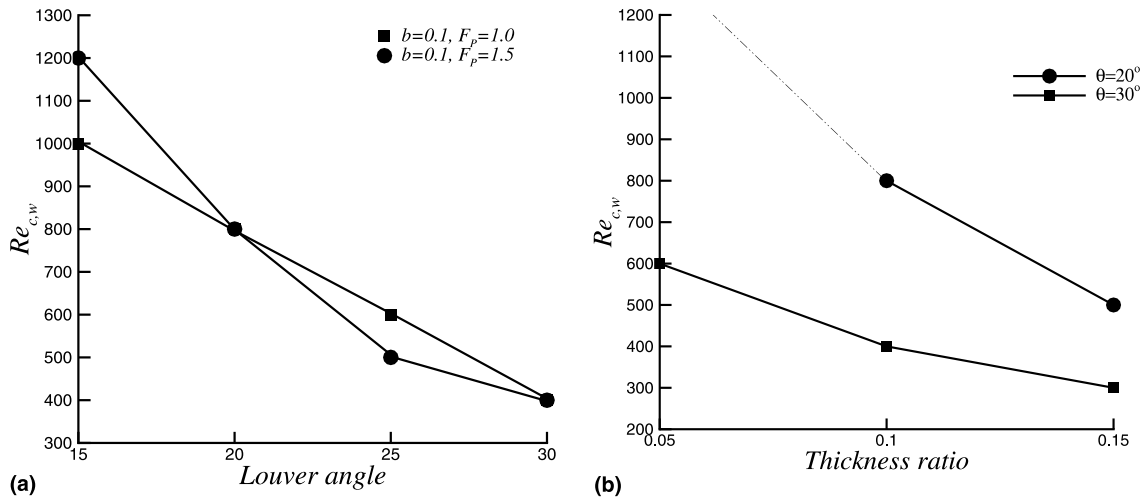 1300
1200
1100
1000
900
800
700
600
500
400
300
15
20
25
30
Re_{c,w}
Louver angle
b=0.1, F_P=1.0
b=0.1, F_P=1.5
(a)
1200
1100
1000
900
800
700
600
500
400
300
200
0.05
0.1
0.15
Re_{c,w}
Thickness ratio
θ=20°
θ=30°
(b)